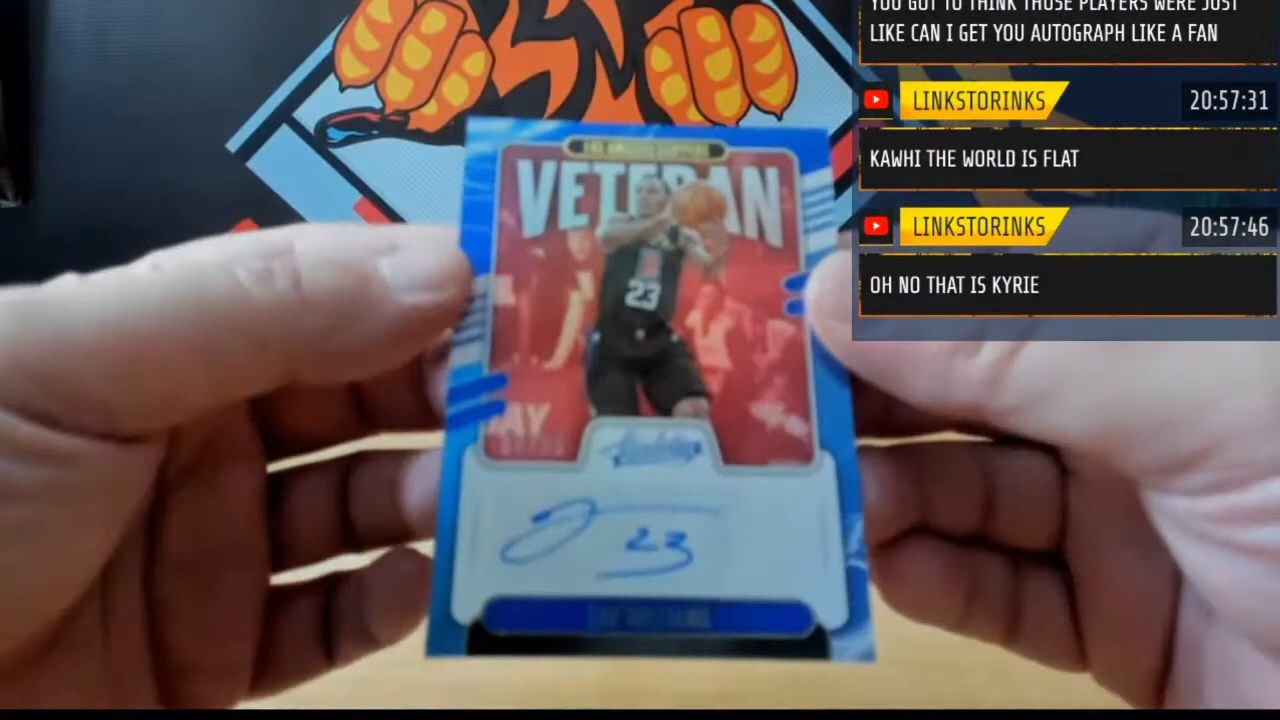 YOU GOT TO THINK THOSE PLAYERS WERE JUST
LIKE CAN I GET YOU AUTOGRAPH LIKE A FAN
LINKSTORINKS 20:57:31
KAWHI THE WORLD IS FLAT
LINKSTORINKS 20:57:46
OH NO THAT IS KYRIE
VETERAN
23
23